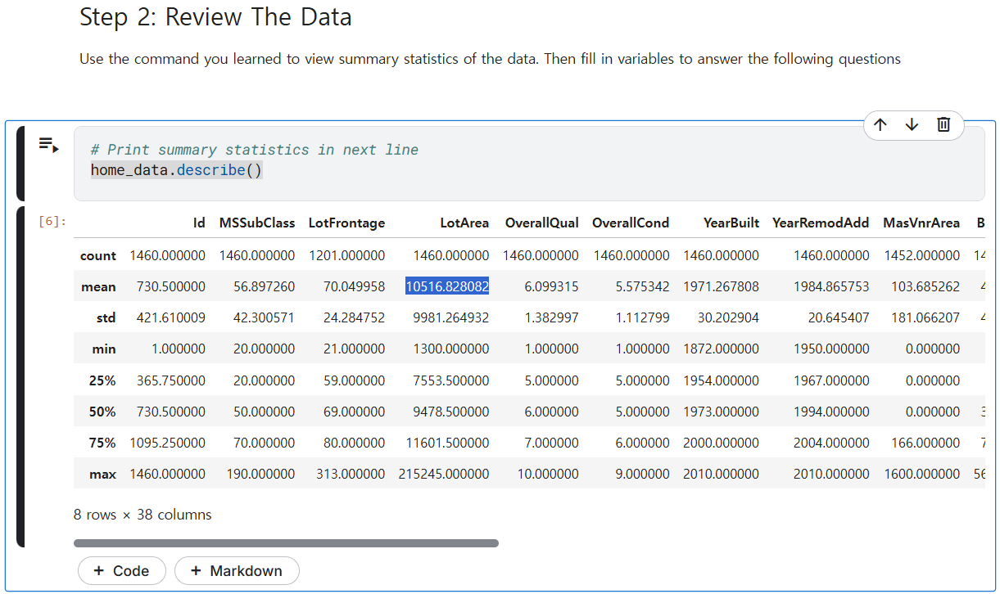 Step 2: Review The Data
Use the command you learned to view summary statistics of the data. Then fill in variables to answer the following questions
# Print summary statistics in next line
home_data.describe()
[6]:
Id MSSubClass LotFrontage LotArea OverallQual OverallCond YearBuilt YearRemodAdd MasVnrArea B
count 1460.000000 1460.000000 1201.000000 1460.000000 1460.000000 1460.000000 1460.000000 1460.000000 1452.000000 14
mean 730.500000 56.897260 70.049958 10516.828082 6.099315 5.575342 1971.267808 1984.865753 103.685262 4
std 421.610009 42.300571 24.284752 9981.264932 1.382997 1.112799 30.202904 20.645407 181.066207 4
min 1.000000 20.000000 21.000000 1300.000000 1.000000 1.000000 1872.000000 1950.000000 0.000000
25% 365.750000 20.000000 59.000000 7553.500000 5.000000 5.000000 1954.000000 1967.000000 0.000000
50% 730.500000 50.000000 69.000000 9478.500000 6.000000 5.000000 1973.000000 1994.000000 0.000000 3
75% 1095.250000 70.000000 80.000000 11601.500000 7.000000 6.000000 2000.000000 2004.000000 166.000000 7
max 1460.000000 190.000000 313.000000 215245.000000 10.000000 9.000000 2010.000000 2010.000000 1600.000000 56
8 rows × 38 columns
+ Code + Markdown